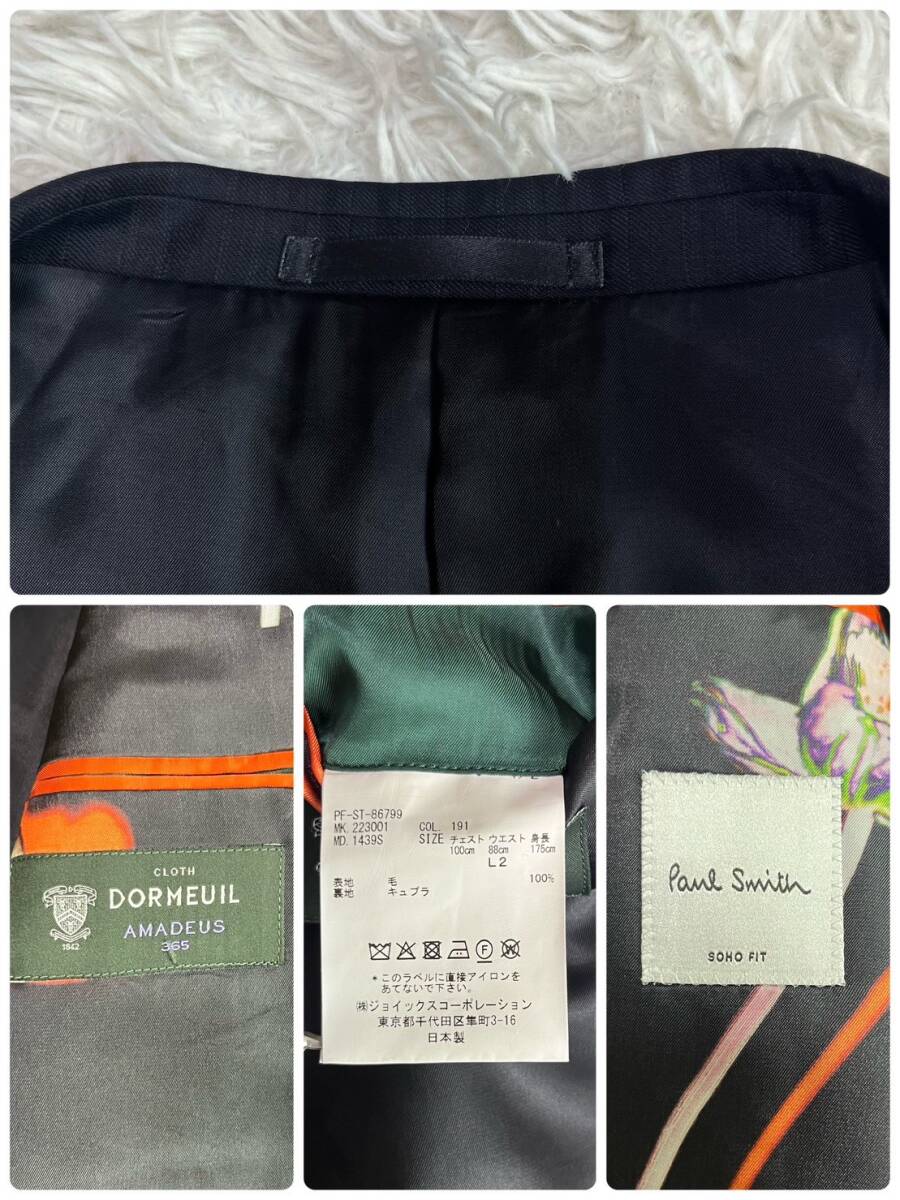 CLOTH
DORMEUIL
AMADEUS
365
1842
PF-ST-86799
MK. 223001 COL. 191
MD. 1439S SIZE チェスト ウエスト 身長
100cm 88cm 175cm
L2
表地 毛 100%
裏地 キュプラ
*このラベルに直接アイロンを
あてないで下さい。
㈱ジョイックスコーポレーション
東京都千代田区隼町3-16
日本製
Paul Smith
SOHO FIT